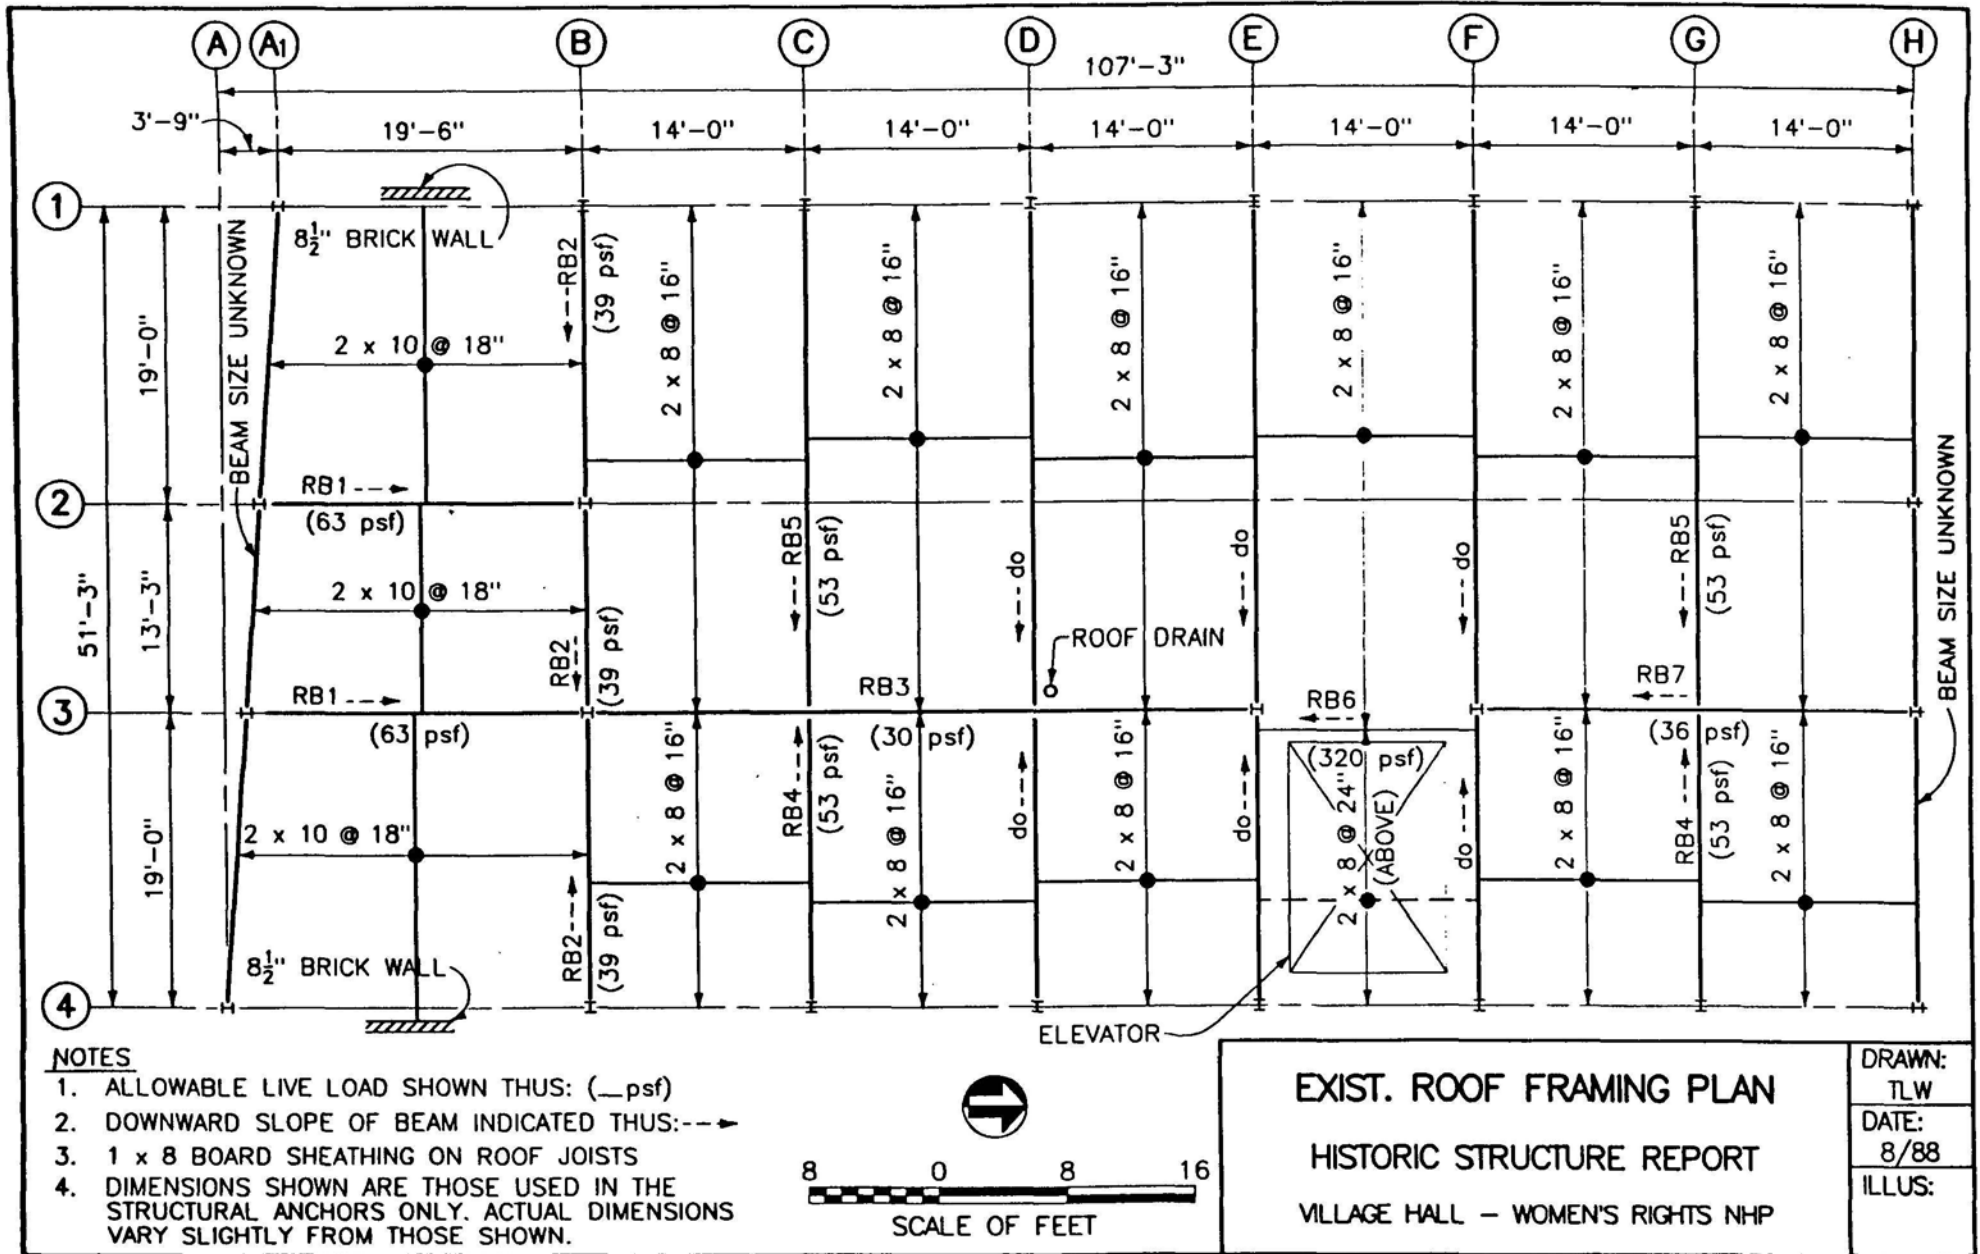 A
A1
B
C
D
E
F
G
H
107'-3"
3'-9"
19'-6"
14'-0"
14'-0"
14'-0"
14'-0"
14'-0"
14'-0"
1
2
3
4
51'-3"
19'-0"
13'-3"
19'-0"
BEAM SIZE UNKNOWN
8½" BRICK WALL
2 x 10 @ 18"
RB1
(63 psf)
2 x 10 @ 18"
RB1
(63 psf)
2 x 10 @ 18"
8½" BRICK WALL
RB2
(39 psf)
RB2
(39 psf)
RB2
(39 psf)
2 x 8 @ 16"
2 x 8 @ 16"
2 x 8 @ 16"
2 x 8 @ 16"
2 x 8 @ 16"
2 x 8 @ 16"
RB5
(53 psf)
do
do
do
RB5
(53 psf)
ROOF DRAIN
RB3
(30 psf)
RB6
(320 psf)
RB7
(36 psf)
2 x 8 @ 16"
RB4
(53 psf)
2 x 8 @ 16"
do
2 x 8 @ 16"
do
2 x 8 @ 24"
(ABOVE)
do
2 x 8 @ 16"
RB4
(53 psf)
2 x 8 @ 16"
BEAM SIZE UNKNOWN
ELEVATOR
NOTES
1. ALLOWABLE LIVE LOAD SHOWN THUS: (__psf)
2. DOWNWARD SLOPE OF BEAM INDICATED THUS:
3. 1 x 8 BOARD SHEATHING ON ROOF JOISTS
4. DIMENSIONS SHOWN ARE THOSE USED IN THE
STRUCTURAL ANCHORS ONLY. ACTUAL DIMENSIONS
VARY SLIGHTLY FROM THOSE SHOWN.
8 0 8 16
SCALE OF FEET
EXIST. ROOF FRAMING PLAN
HISTORIC STRUCTURE REPORT
VILLAGE HALL – WOMEN'S RIGHTS NHP
DRAWN:
TLW
DATE:
8/88
ILLUS: